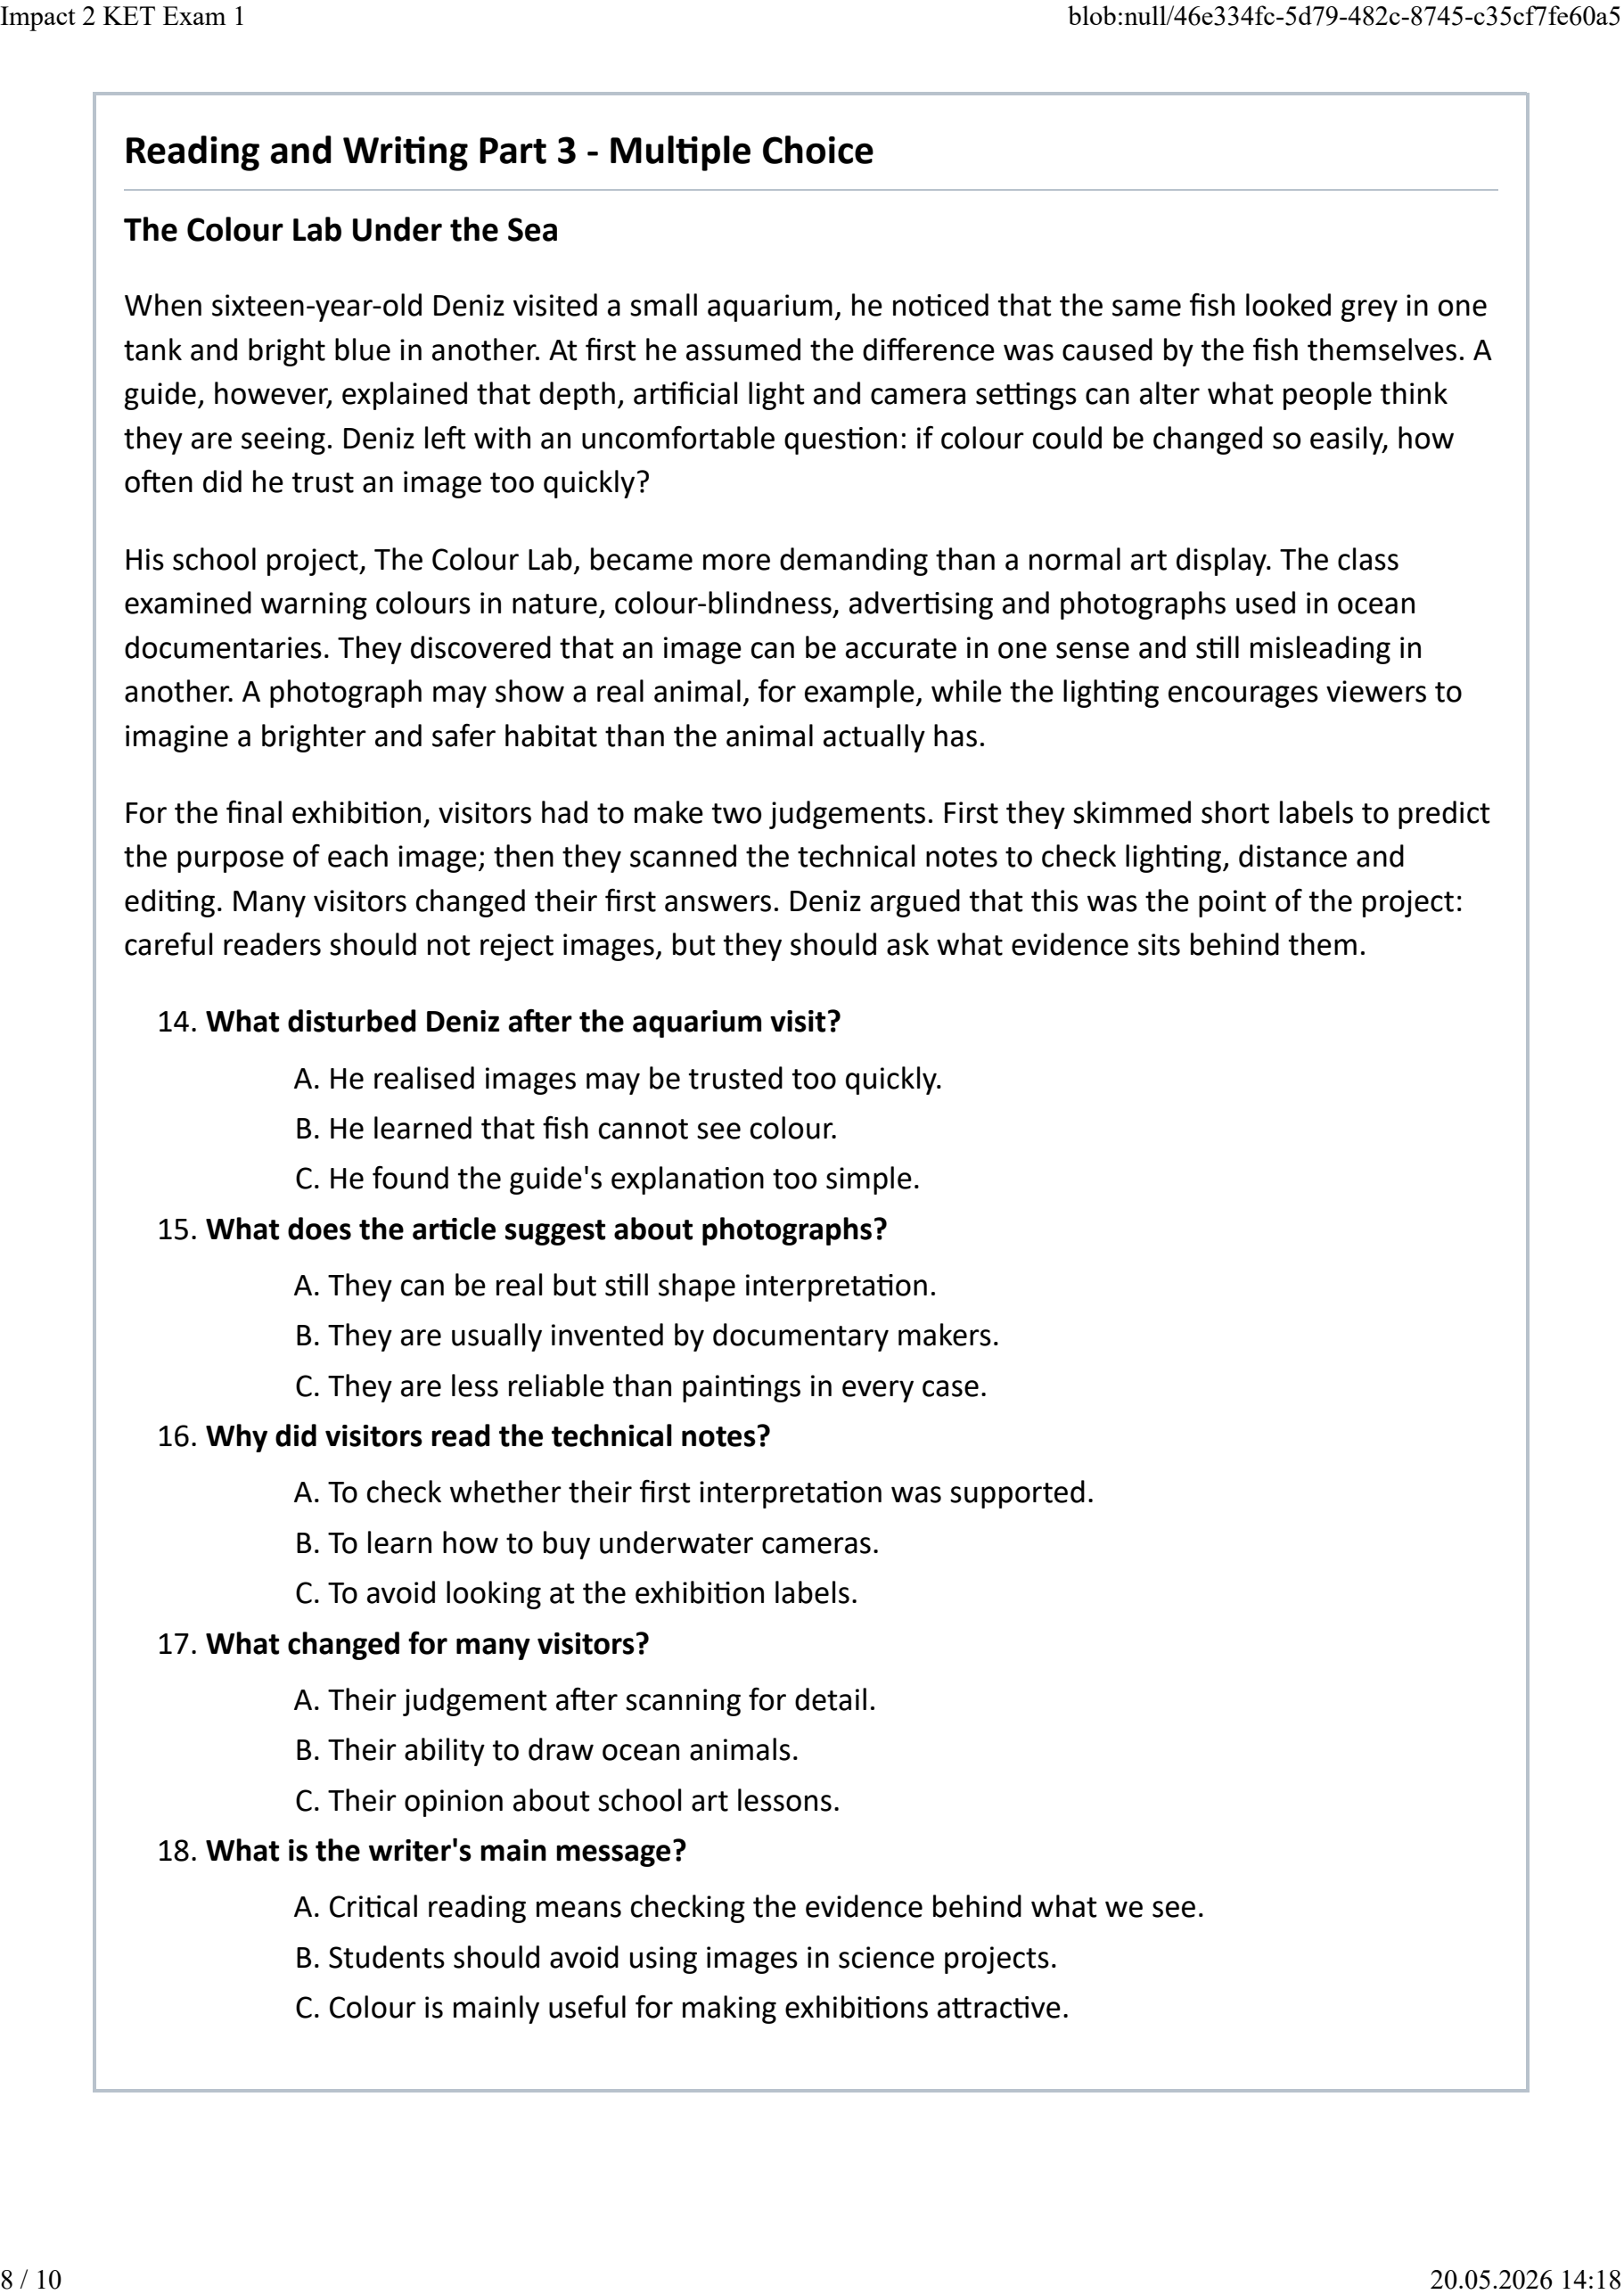 Impact 2 KET Exam 1
blob:null/46e334fc-5d79-482c-8745-c35cf7fe60a5
Reading and Writing Part 3 - Multiple Choice
The Colour Lab Under the Sea
When sixteen-year-old Deniz visited a small aquarium, he noticed that the same fish looked grey in one
tank and bright blue in another. At first he assumed the difference was caused by the fish themselves. A
guide, however, explained that depth, artificial light and camera settings can alter what people think
they are seeing. Deniz left with an uncomfortable question: if colour could be changed so easily, how
often did he trust an image too quickly?
His school project, The Colour Lab, became more demanding than a normal art display. The class
examined warning colours in nature, colour-blindness, advertising and photographs used in ocean
documentaries. They discovered that an image can be accurate in one sense and still misleading in
another. A photograph may show a real animal, for example, while the lighting encourages viewers to
imagine a brighter and safer habitat than the animal actually has.
For the final exhibition, visitors had to make two judgements. First they skimmed short labels to predict
the purpose of each image; then they scanned the technical notes to check lighting, distance and
editing. Many visitors changed their first answers. Deniz argued that this was the point of the project:
careful readers should not reject images, but they should ask what evidence sits behind them.
14. What disturbed Deniz after the aquarium visit?
A. He realised images may be trusted too quickly.
B. He learned that fish cannot see colour.
C. He found the guide's explanation too simple.
15. What does the article suggest about photographs?
A. They can be real but still shape interpretation.
B. They are usually invented by documentary makers.
C. They are less reliable than paintings in every case.
16. Why did visitors read the technical notes?
A. To check whether their first interpretation was supported.
B. To learn how to buy underwater cameras.
C. To avoid looking at the exhibition labels.
17. What changed for many visitors?
A. Their judgement after scanning for detail.
B. Their ability to draw ocean animals.
C. Their opinion about school art lessons.
18. What is the writer's main message?
A. Critical reading means checking the evidence behind what we see.
B. Students should avoid using images in science projects.
C. Colour is mainly useful for making exhibitions attractive.
8 / 10
20.05.2026 14:18